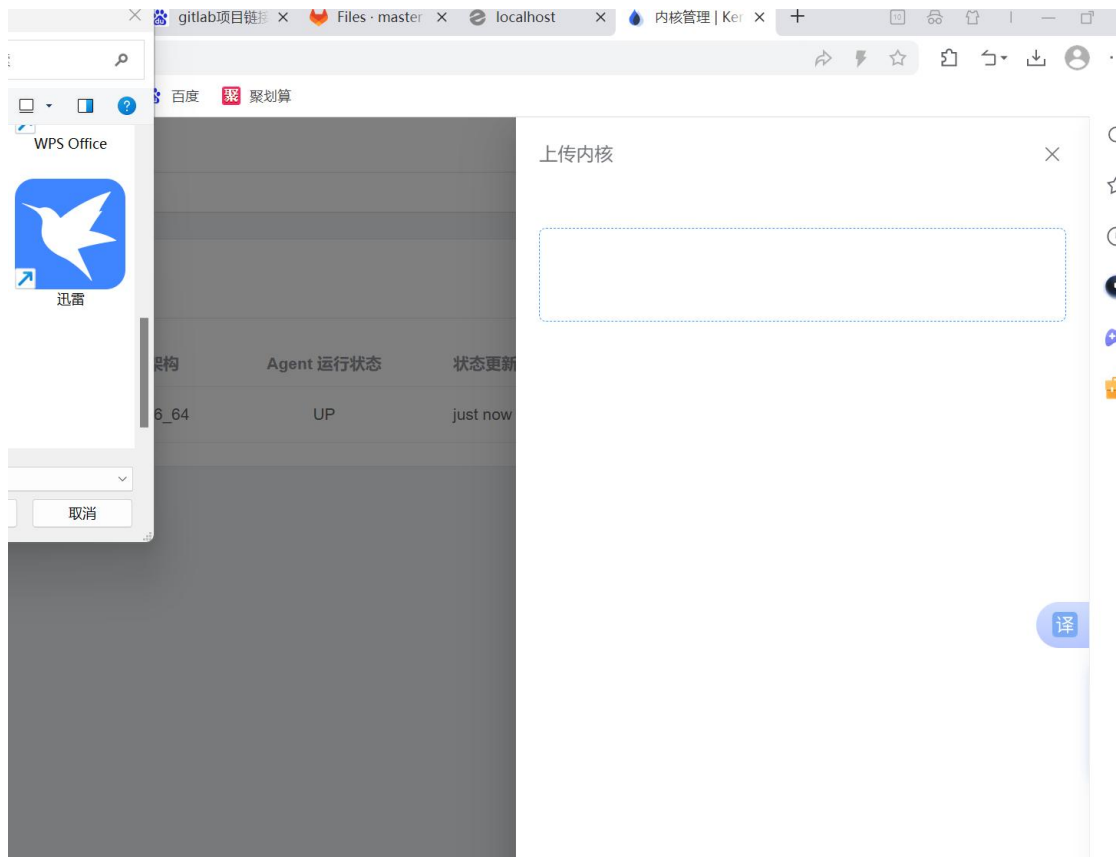 gitlab项目链接
Files · master
localhost
内核管理 | Ker
10
百度
聚
聚划算
WPS Office
上传内核
迅雷
架构
Agent 运行状态
状态更新
6_64
UP
just now
取消
译